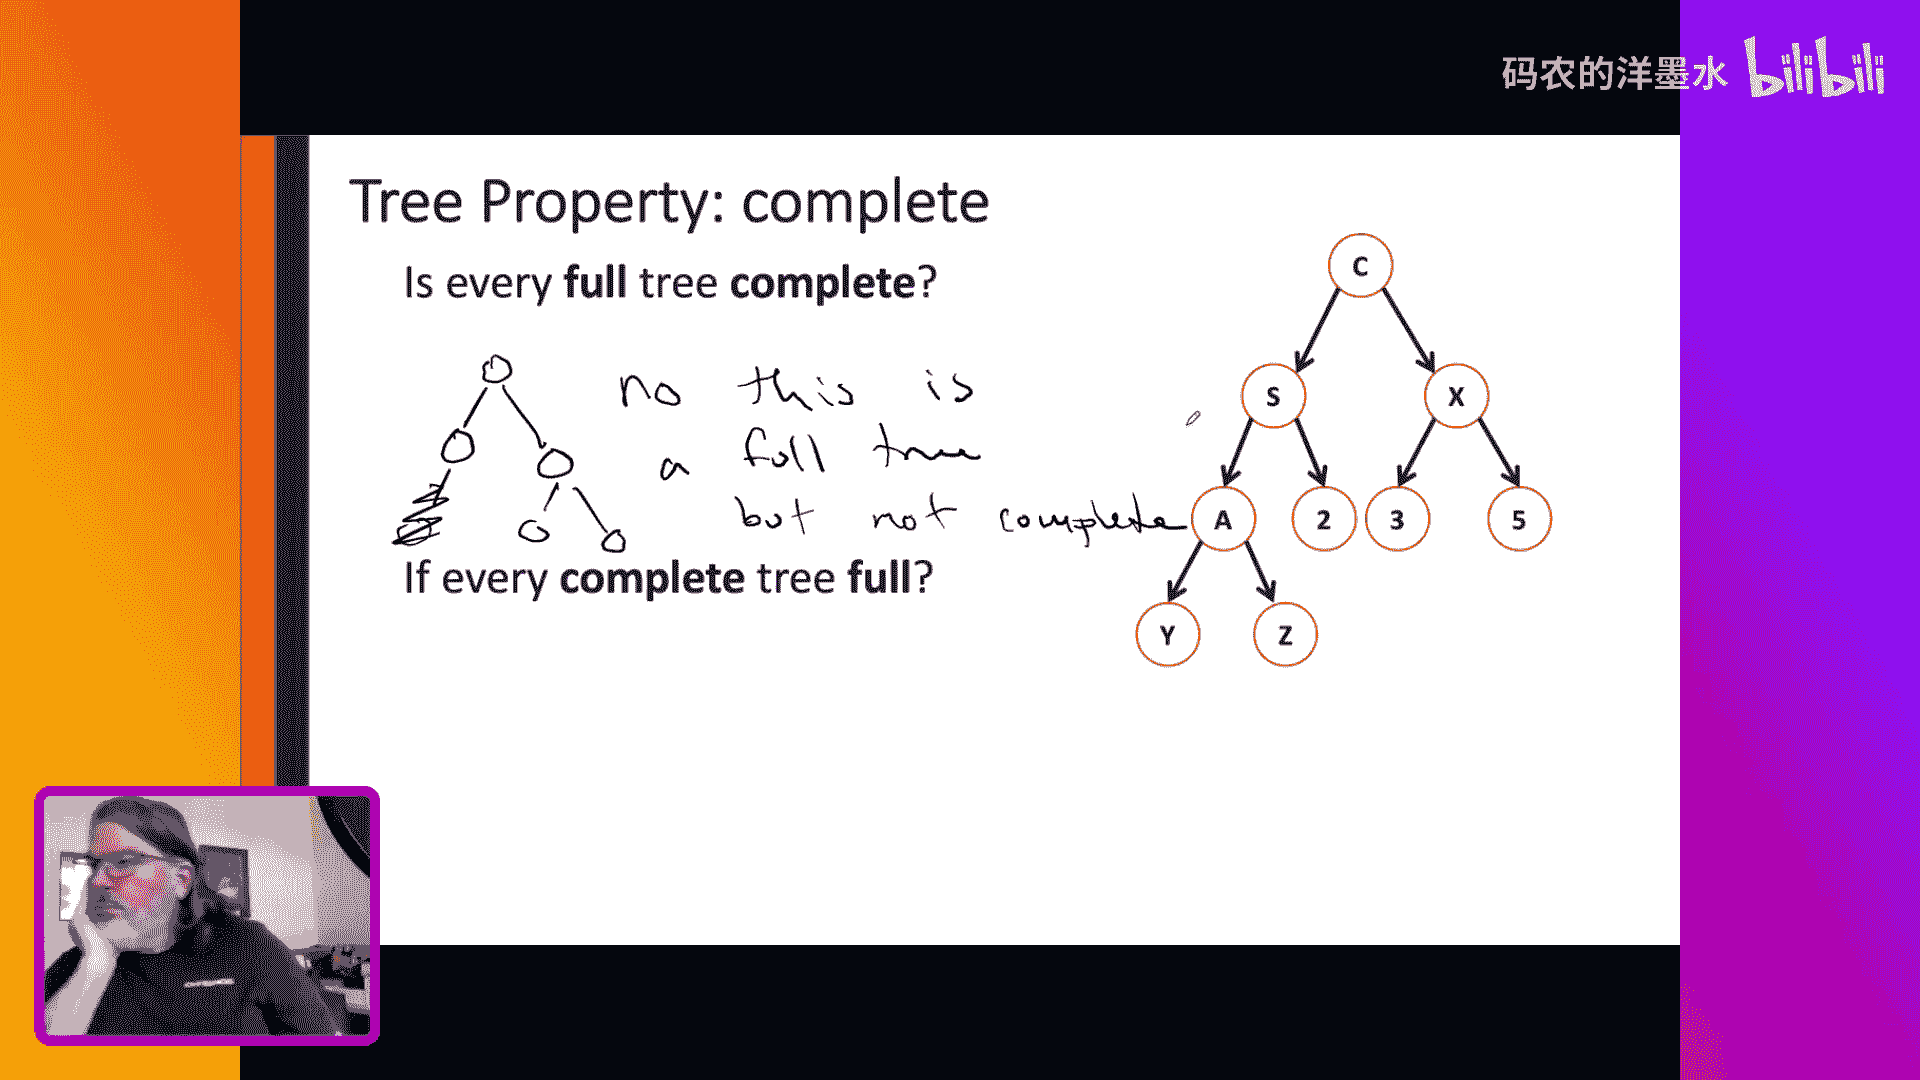 码农的洋墨水 bilibili
Tree Property: complete
Is every full tree complete?
no this is
a full tree
but not complete
If every complete tree full?
C
S X
A 2 3 5
Y Z